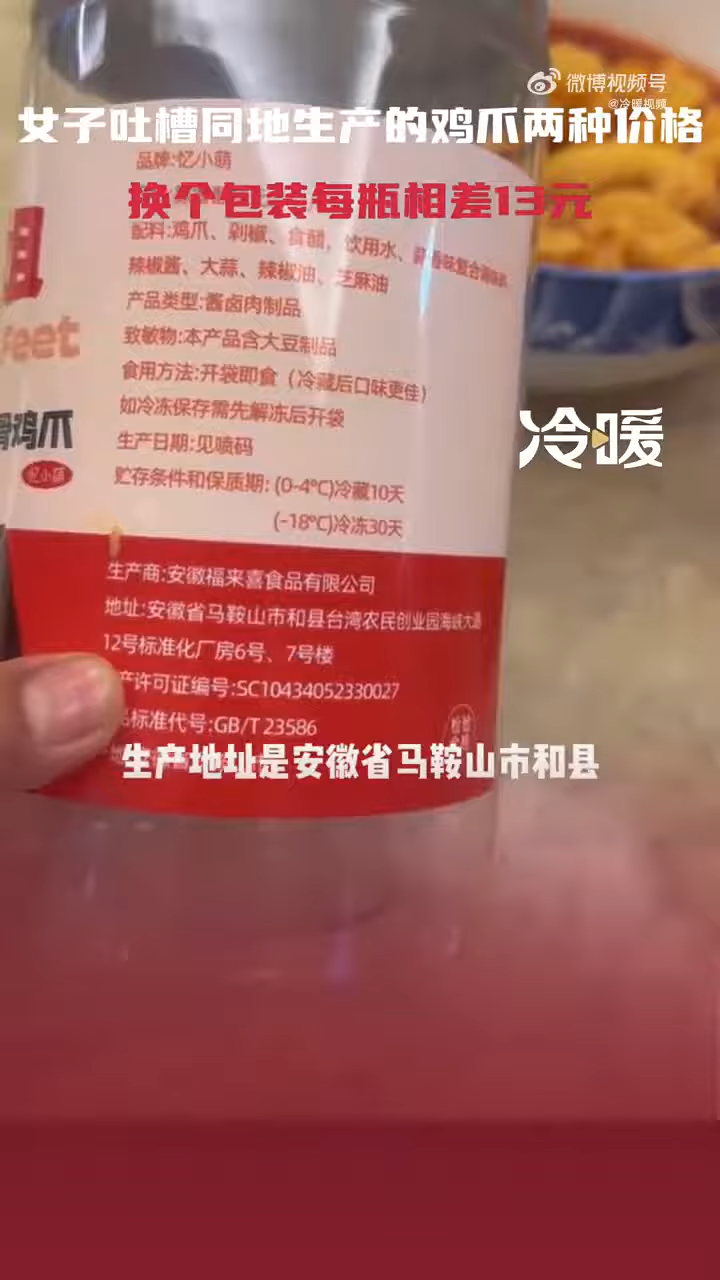 微博视频号
@冷暖视频
女子吐槽同地生产的鸡爪两种价格
品牌:忆小萌
换个包装每瓶相差13元
配料:鸡爪、剁椒、食醋，饮用水、
辣椒酱、大蒜、辣椒油、芝麻油
产品类型:酱卤肉制品
致敏物:本产品含大豆制品
食用方法:开袋即食（冷藏后口味更佳）
如冷冻保存需先解冻后开袋
生产日期:见喷码
贮存条件和保质期: (0-4°C)冷藏10天
(-18°C)冷冻30天
Feet
骨鸡爪
忆小萌
冷暖
生产商:安徽福来喜食品有限公司
地址:安徽省马鞍山市和县台湾农民创业园海峡大道
12号标准化厂房6号、7号楼
产许可证编号:SC10434052330027
标准代号:GB/T 23586
生产地址是安徽省马鞍山市和县